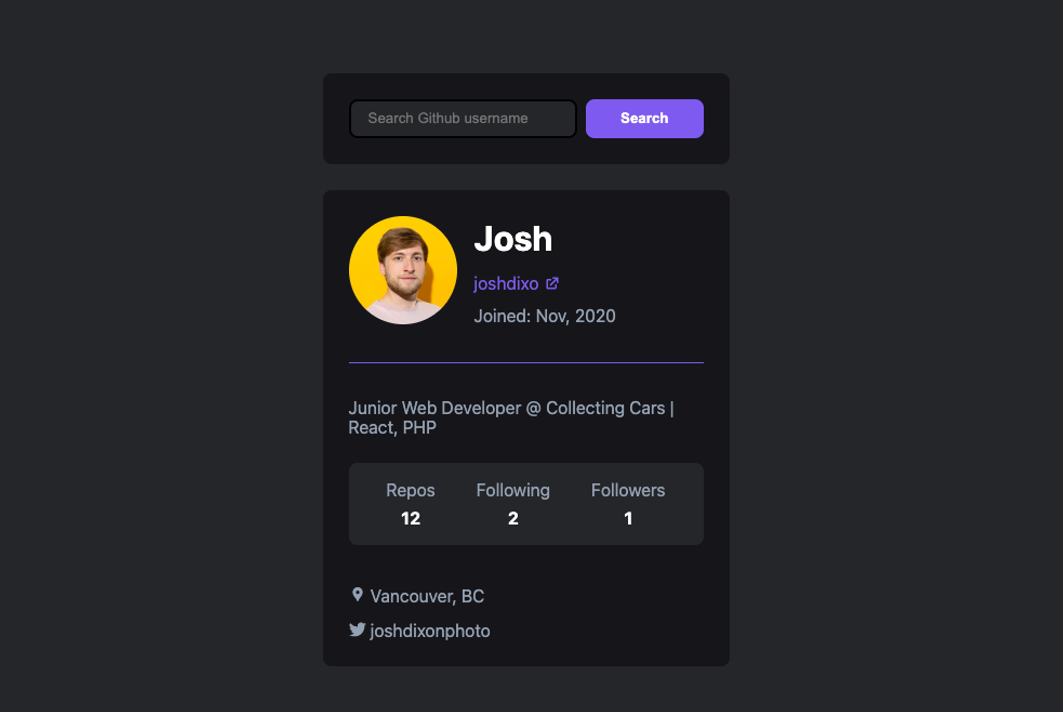 Search Github username
Search
Josh
joshdixo
Joined: Nov, 2020
Junior Web Developer @ Collecting Cars |
React, PHP
Repos Following Followers
12 2 1
Vancouver, BC
joshdixonphoto